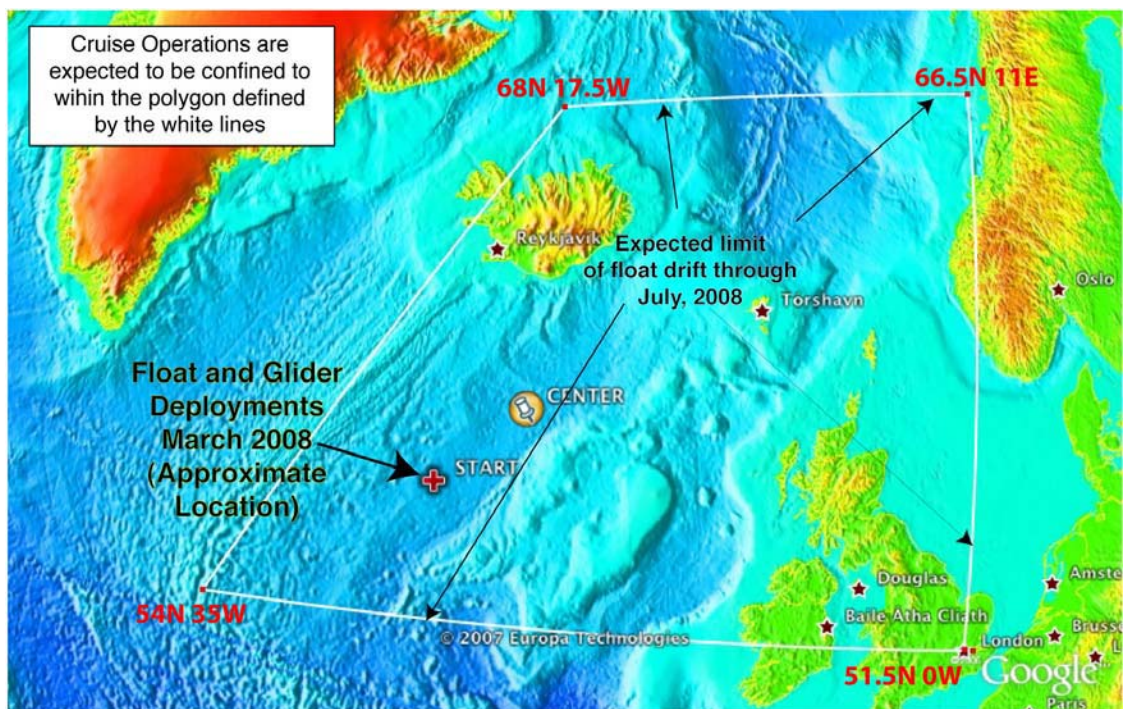 Cruise Operations are
expected to be confined to
wihin the polygon defined
by the white lines
68N 17.5W
66.5N 11E
Reykjavik
Expected limit
of float drift through
July, 2008
Oslo
Tórshavn
Float and Glider
Deployments
March 2008
(Approximate
Location)
CENTER
START
54N 35W
Douglas
Amste
Baile Atha Cliath
© 2007 Europa Technologies
London
Brusse
L
51.5N 0W
Google
Paris